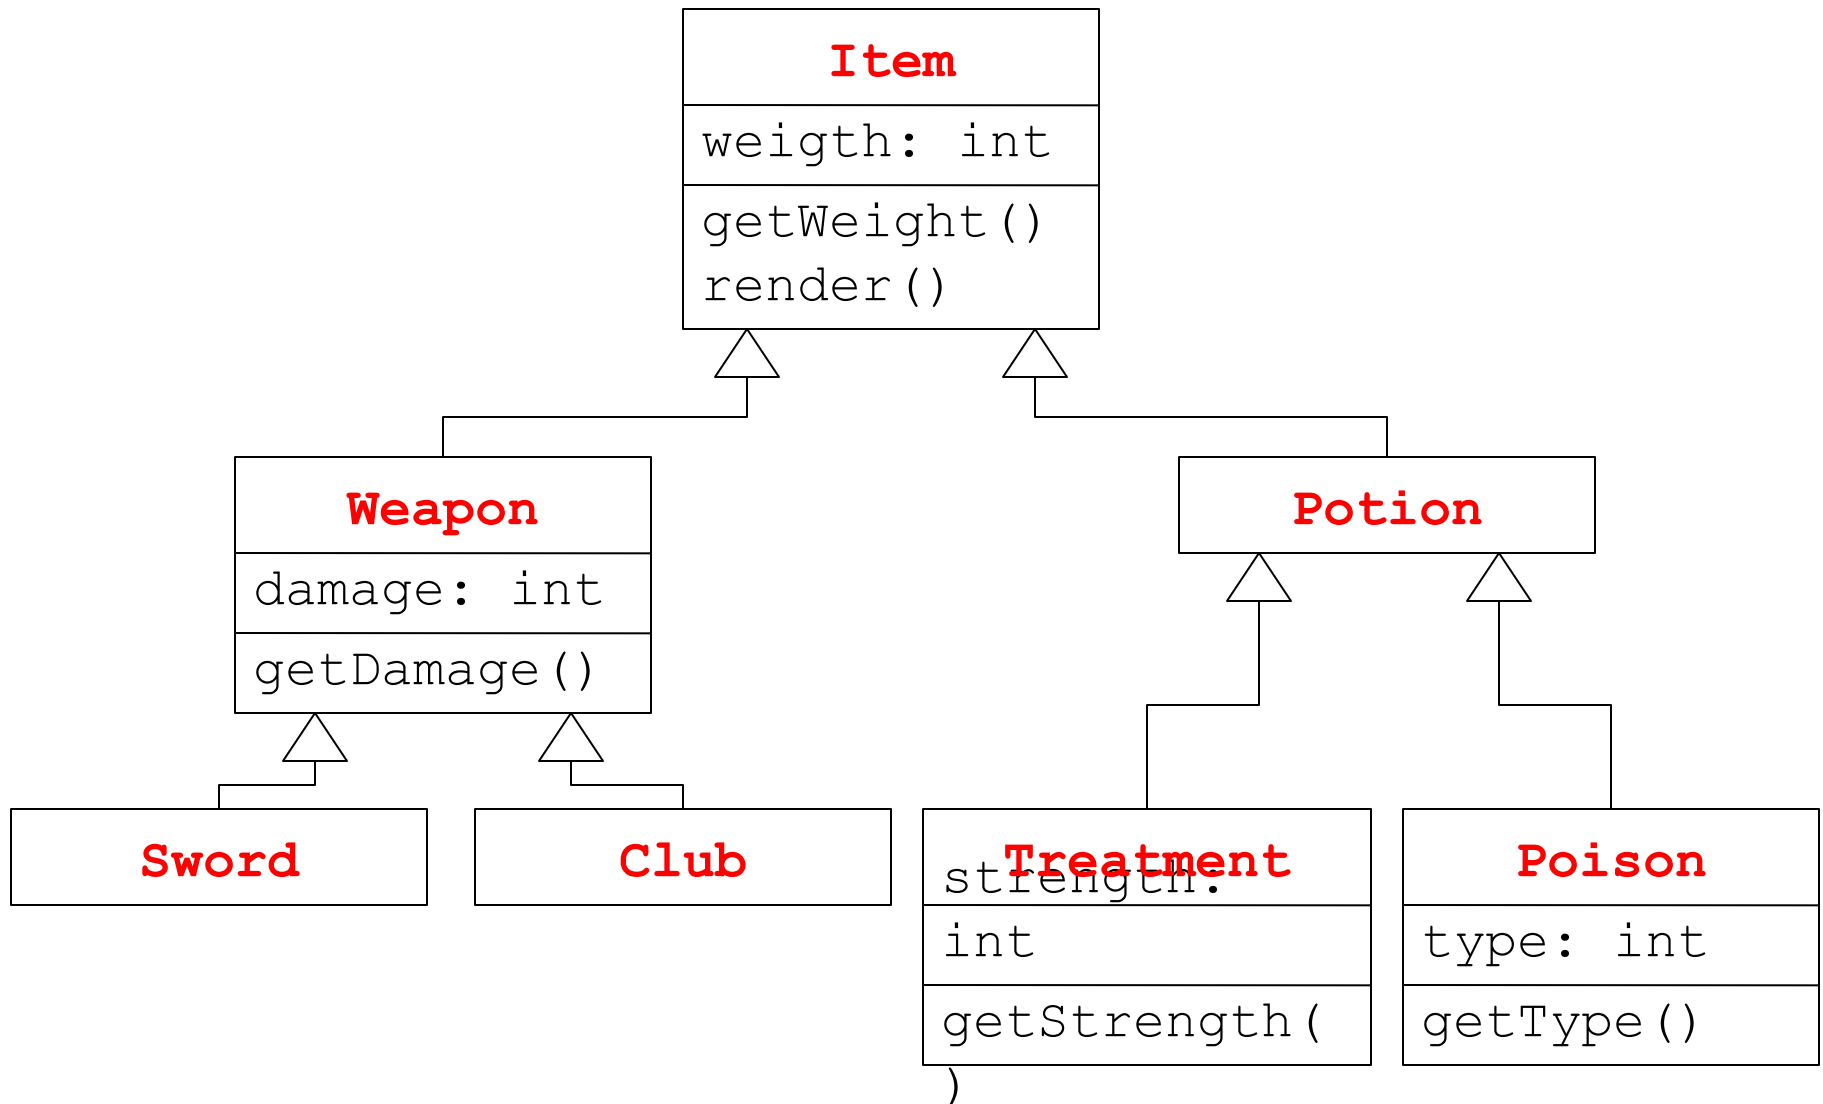 Item
weigth: int
getWeight()
render()
Weapon
damage: int
getDamage()
Potion
Sword
Club
Treatment
strength:
int
getStrength(
)
Poison
type: int
getType()